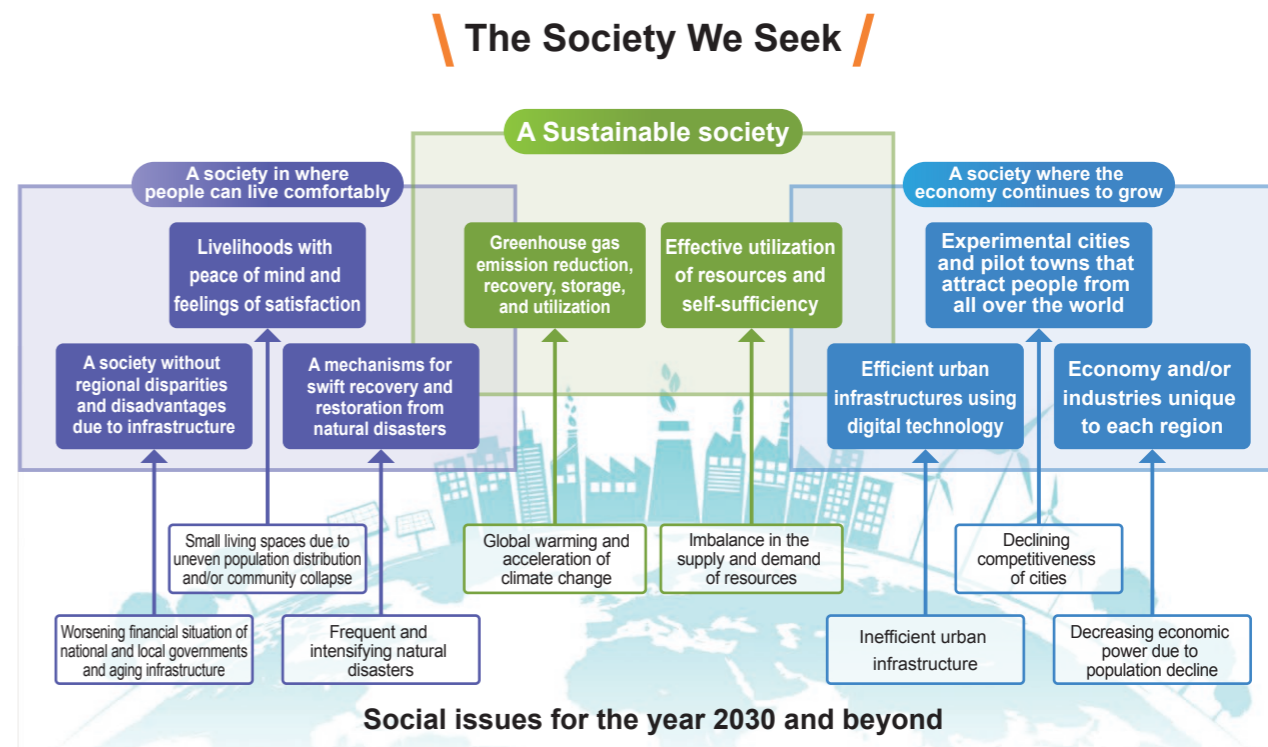 The Society We Seek
A Sustainable society
A society in where
people can live comfortably
A society where the
economy continues to grow
Livelihoods with
peace of mind and
feelings of satisfaction
Greenhouse gas
emission reduction,
recovery, storage,
and utilization
Effective utilization
of resources and
self-sufficiency
Experimental cities
and pilot towns that
attract people from
all over the world
A society without
regional disparities
and disadvantages
due to infrastructure
A mechanisms for
swift recovery and
restoration from
natural disasters
Efficient urban
infrastructures using
digital technology
Economy and/or
industries unique
to each region
Small living spaces due to
uneven population distribution
and/or community collapse
Global warming and
acceleration of
climate change
Imbalance in the
supply and demand
of resources
Declining
competitiveness
of cities
Worsening financial situation of
national and local governments
and aging infrastructure
Frequent and
intensifying natural
disasters
Inefficient urban
infrastructure
Decreasing economic
power due to
population decline
Social issues for the year 2030 and beyond